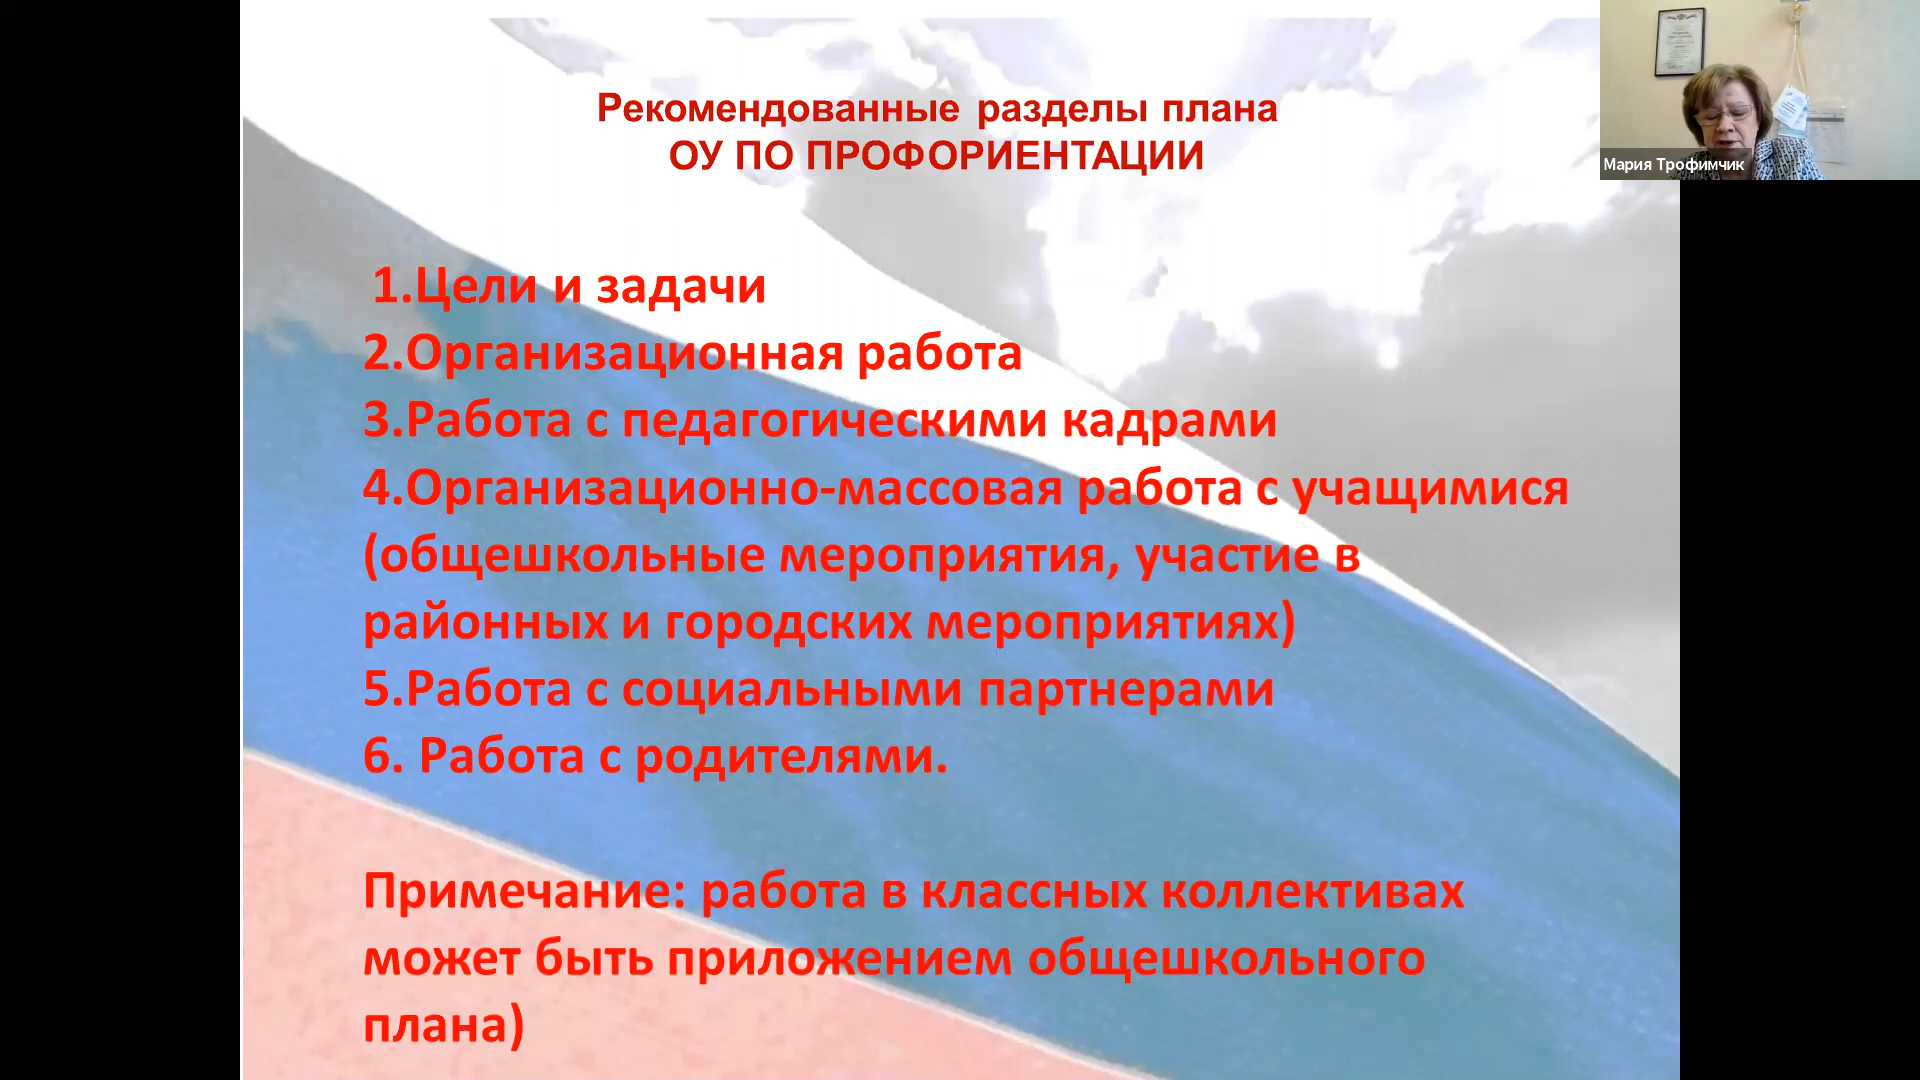 Рекомендованные разделы плана
ОУ ПО ПРОФОРИЕНТАЦИИ
1.Цели и задачи
2.Организационная работа
3.Работа с педагогическими кадрами
4.Организационно-массовая работа с учащимися
(общешкольные мероприятия, участие в
районных и городских мероприятиях)
5.Работа с социальными партнерами
6. Работа с родителями.
Примечание: работа в классных коллективах
может быть приложением общешкольного
плана)
Мария Трофимчик